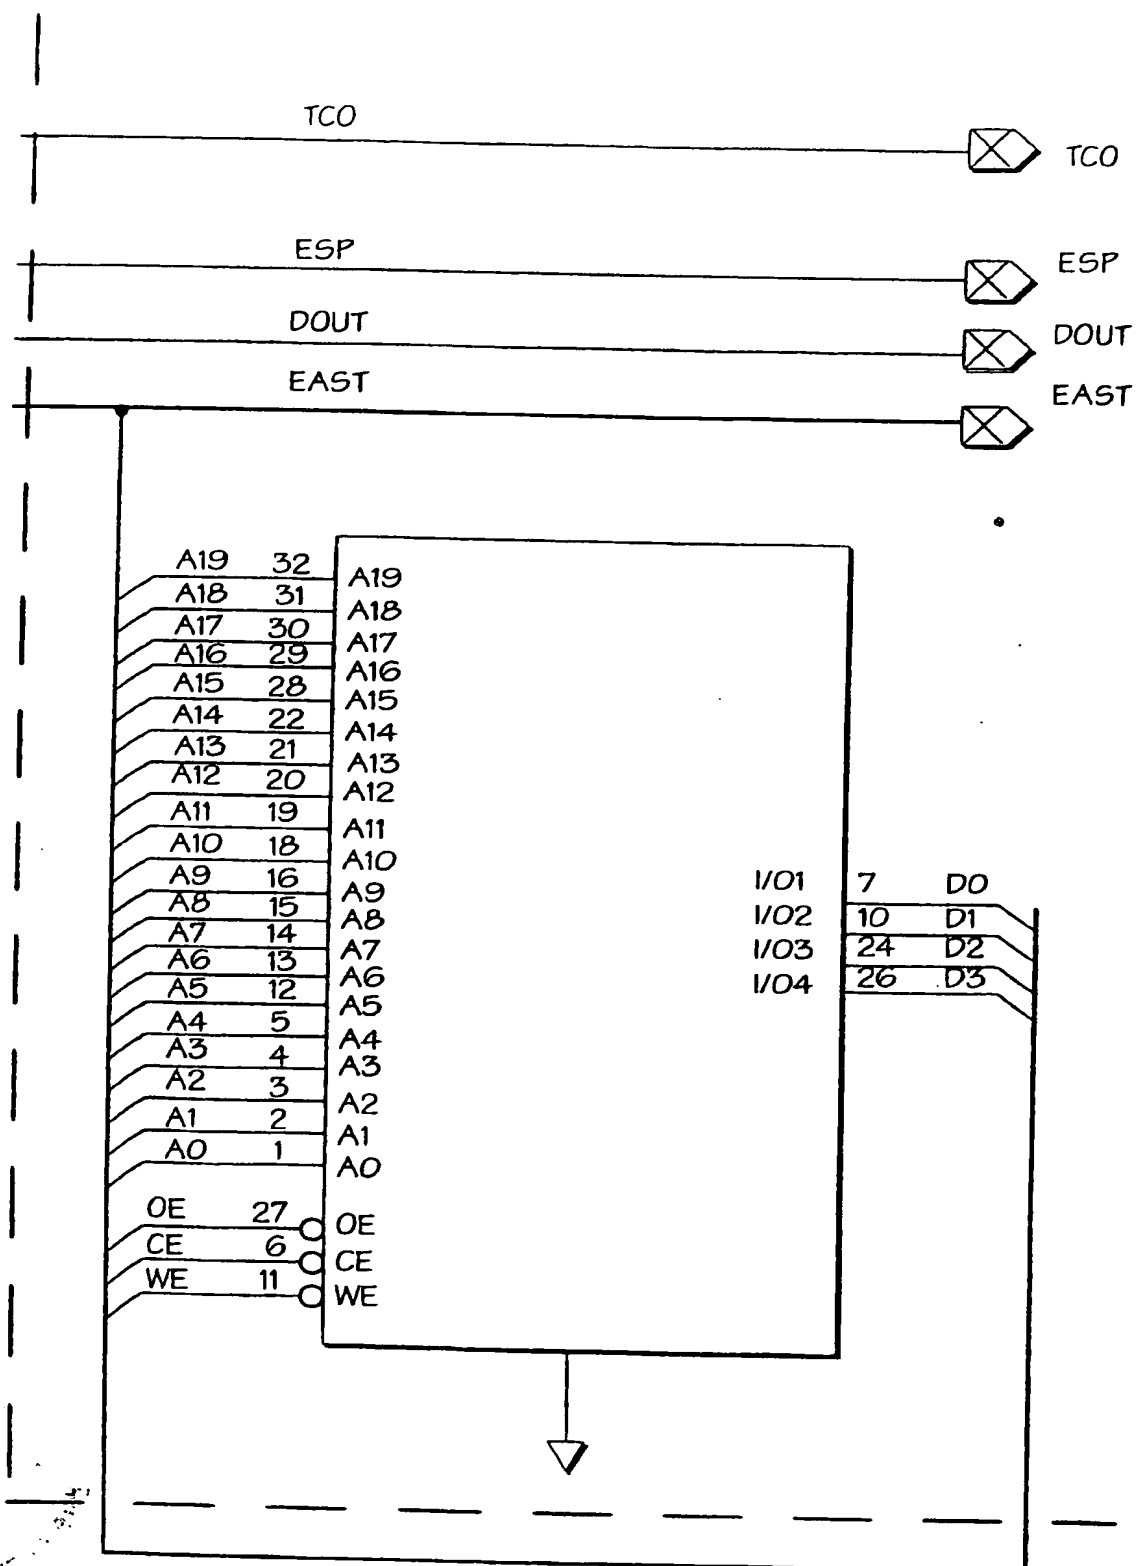 TCO
TCO
ESP
ESP
DOUT
DOUT
EAST
EAST
A19 32 A19
A18 31 A18
A17 30 A17
A16 29 A16
A15 28 A15
A14 22 A14
A13 21 A13
A12 20 A12
A11 19 A11
A10 18 A10
A9 16 A9
A8 15 A8
A7 14 A7
A6 13 A6
A5 12 A5
A4 5 A4
A3 4 A3
A2 3 A2
A1 2 A1
A0 1 A0
I/O1 7 D0
I/O2 10 D1
I/O3 24 D2
I/O4 26 D3
OE 27 OE
CE 6 CE
WE 11 WE